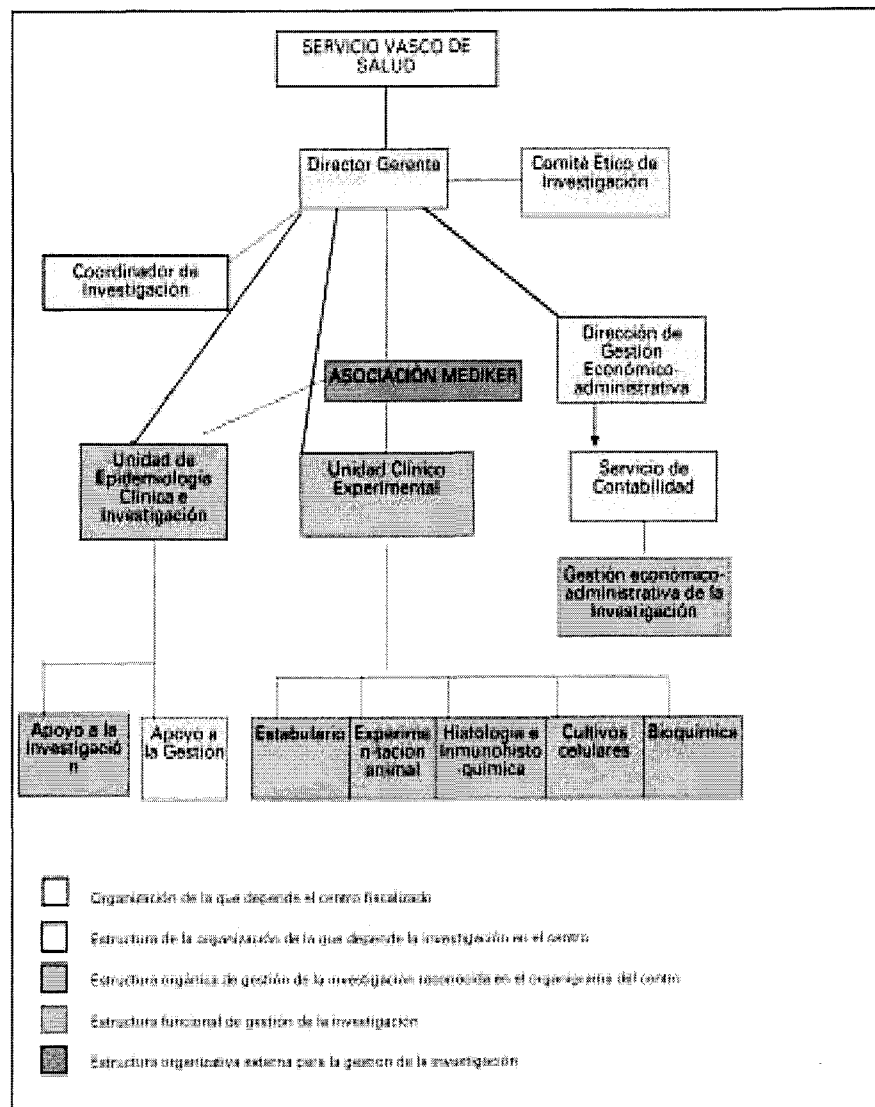 SERVICIO VASCO DE
SALUD
Director Gerente
Comité Ético de
Investigación
Coordinador de
Investigación
Dirección de
Gestión
Económico-
administrativa
ASOCIACIÓN MEDIKER
Unidad de
Epidemiología
Clínica e
Investigación
Unidad Clínico
Experimental
Servicio de
Contabilidad
Gestión económico-
administrativa de la
Investigación
Apoyo a la
Investigació
n
Apoyo a
la Gestión
Estabulario
Experimen
-tación
animal
Histología e
Inmunohisto
-química
Cultivos
celulares
Bioquímica
Organización de la que depende el centro fiscalizado
Estructura de la organización de la que depende la investigación en el centro
Estructura orgánica de gestión de la investigación reconocida en el organigrama del centro
Estructura funcional de gestión de la investigación
Estructura organizativa externa para la gestión de la investigación